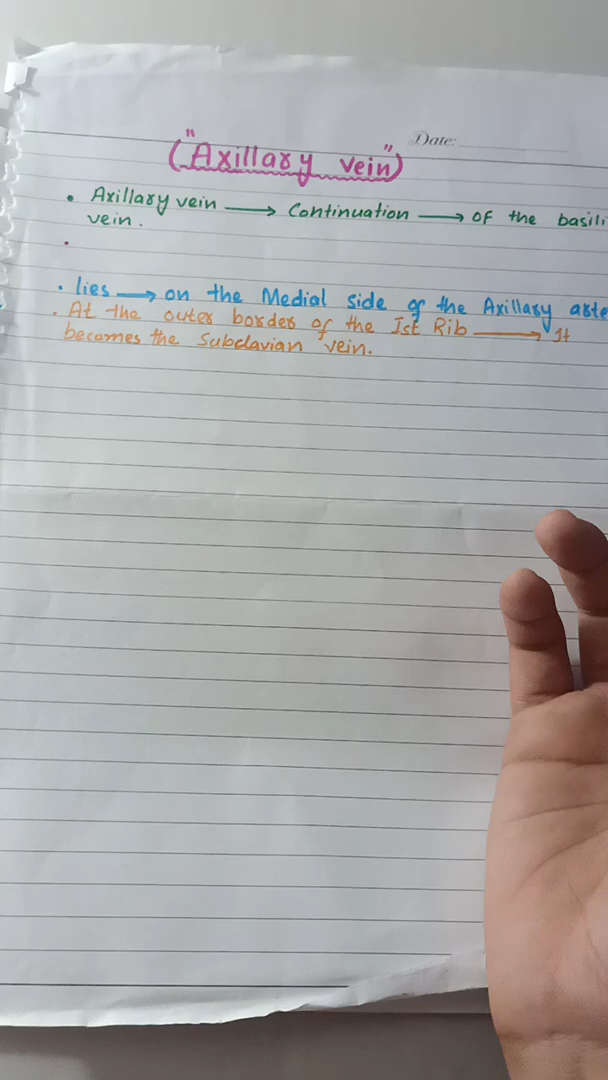 Date:
("Axillary vein")
• Axillary vein → Continuation → of the basili
vein.
•
• lies → on the Medial side of the Axillary arte
• At the outer border of the Ist Rib → It
becomes the Subclavian vein.